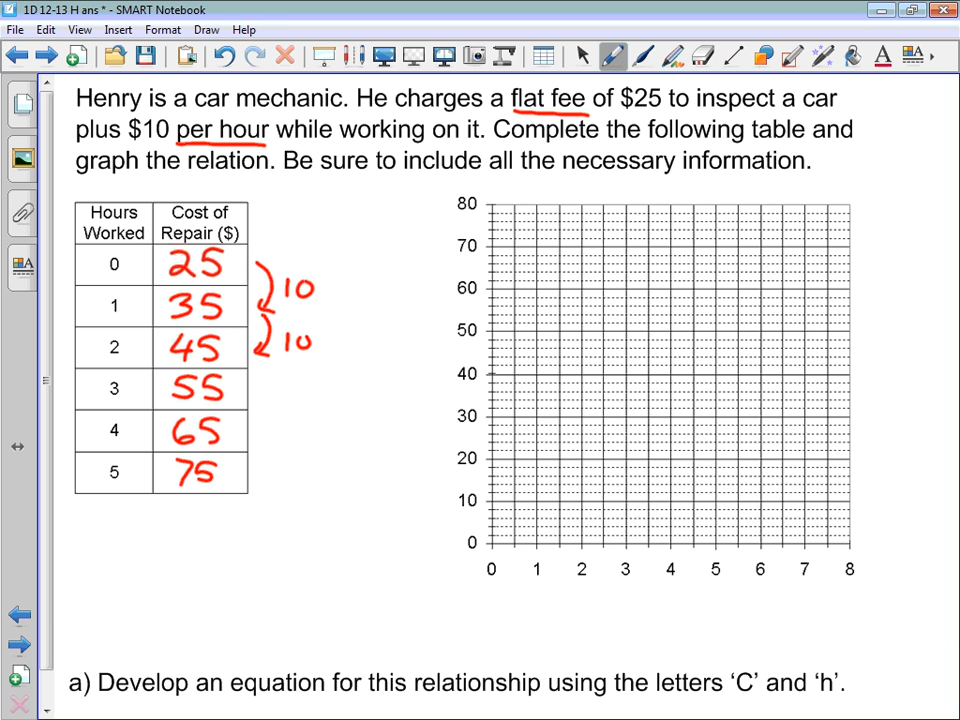 1D 12-13 H ans * - SMART Notebook
File Edit View Insert Format Draw Help
Henry is a car mechanic. He charges a flat fee of $25 to inspect a car
plus $10 per hour while working on it. Complete the following table and
graph the relation. Be sure to include all the necessary information.
Hours Worked Cost of Repair ($)
0 25
10
1 35
10
2 45
3 55
4 65
5 75
80
70
60
50
40
30
20
10
0
0 1 2 3 4 5 6 7 8
a) Develop an equation for this relationship using the letters ‘C’ and ‘h’.